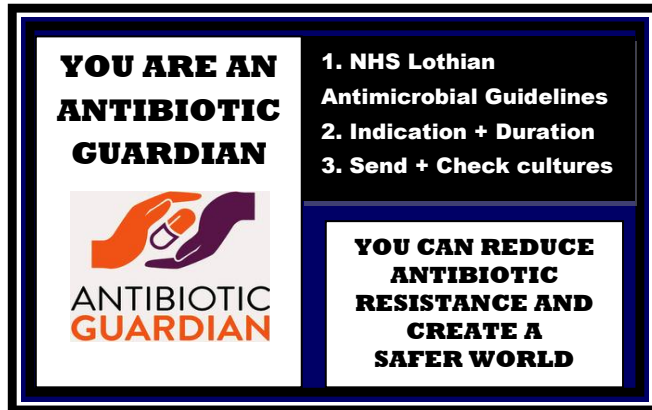 YOU ARE AN
ANTIBIOTIC
GUARDIAN
ANTIBIOTIC
GUARDIAN
1. NHS Lothian
Antimicrobial Guidelines
2. Indication + Duration
3. Send + Check cultures
YOU CAN REDUCE
ANTIBIOTIC
RESISTANCE AND
CREATE A
SAFER WORLD